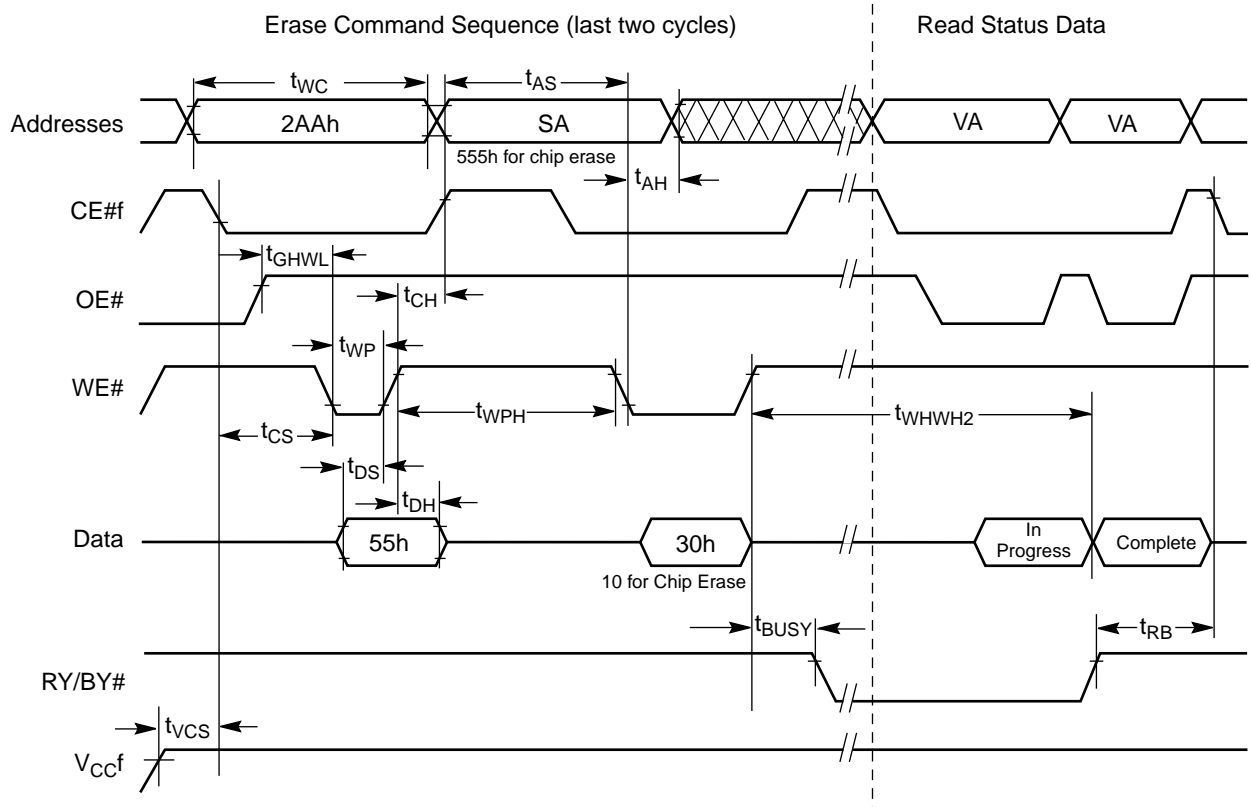 Erase Command Sequence (last two cycles)
Read Status Data
tWC
tAS
Addresses
2AAh
SA
VA
VA
555h for chip erase
tAH
CE#f
tGHWL
OE#
tCH
tWP
WE#
tWPH
tWHWH2
tCS
tDS
tDH
Data
55h
30h
In
Progress
Complete
10 for Chip Erase
tBUSY
tRB
RY/BY#
tVCS
VCCf